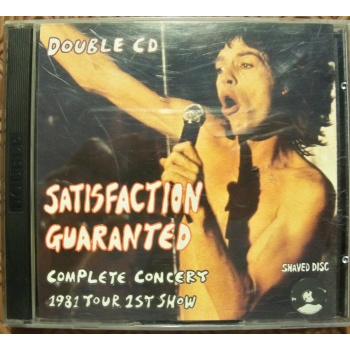 DOUBLE CD
SATISFACTION
GUARANTED
COMPLETE CONCERT
1981 TOUR 1ST SHOW
SHAVED DISC